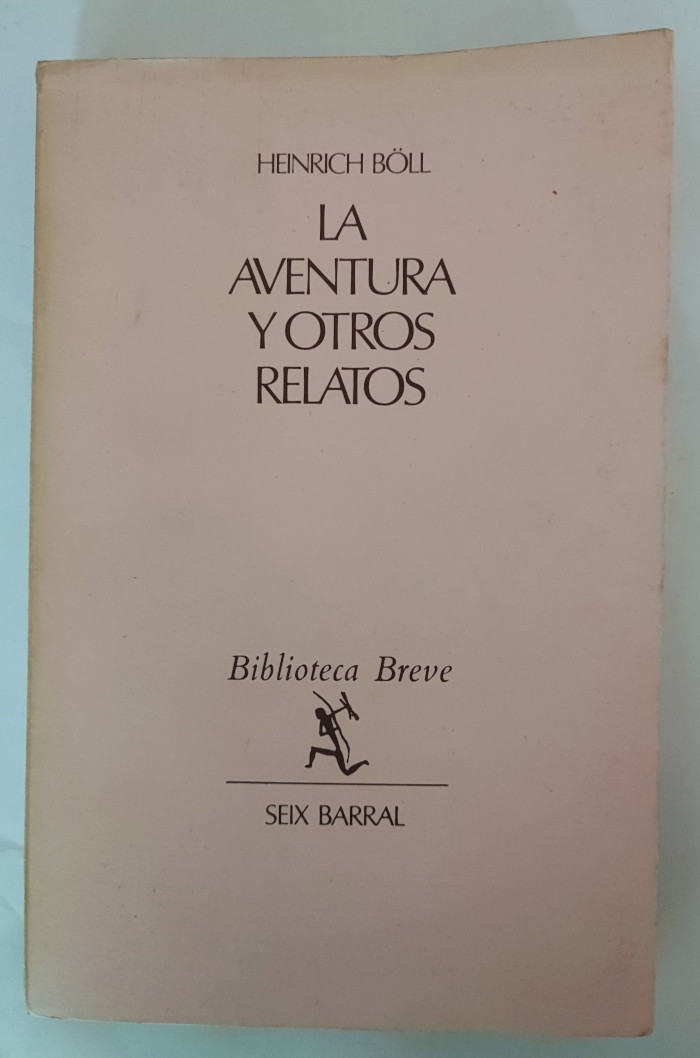 HEINRICH BÖLL
LA
AVENTURA
Y OTROS
RELATOS
Biblioteca Breve
SEIX BARRAL